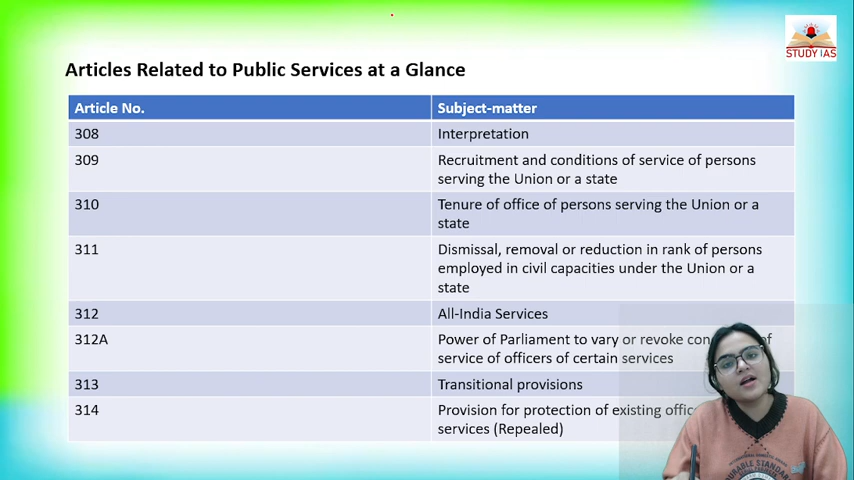 STUDY IAS
Articles Related to Public Services at a Glance
Article No. Subject-matter
308 Interpretation
309 Recruitment and conditions of service of persons
serving the Union or a state
310 Tenure of office of persons serving the Union or a
state
311 Dismissal, removal or reduction in rank of persons
employed in civil capacities under the Union or a
state
312 All-India Services
312A Power of Parliament to vary or revoke of
service of officers of certain services
313 Transitional provisions
314 Provision for protection of existing
services (Repealed)